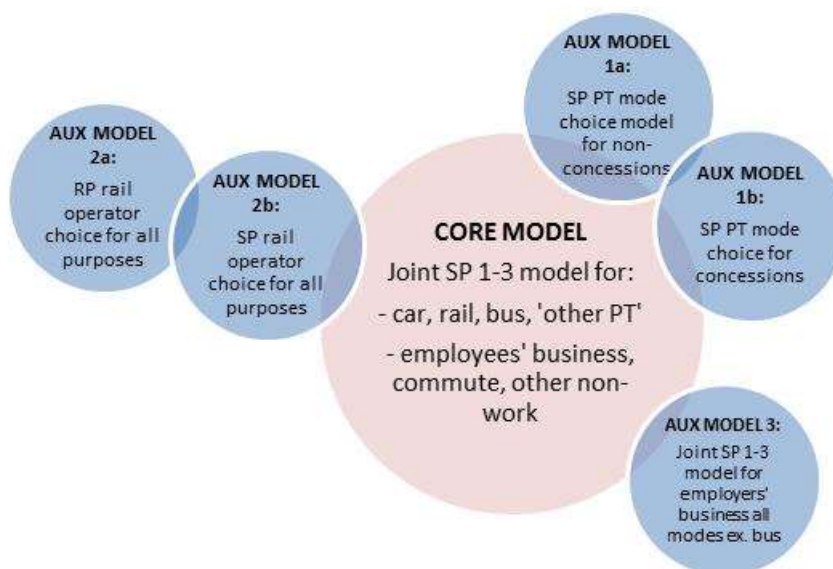 AUX MODEL
2a:
RP rail
operator
choice for all
purposes
AUX MODEL
2b:
SP rail
operator
choice for all
purposes
CORE MODEL
Joint SP 1-3 model for:
- car, rail, bus, 'other PT'
- employees' business,
commute, other non-
work
AUX MODEL
1a:
SP PT mode
choice model
for non-
concessions
AUX MODEL
1b:
SP PT mode
choice for
concessions
AUX MODEL 3:
Joint SP 1-3
model for
employers'
business all
modes ex. bus